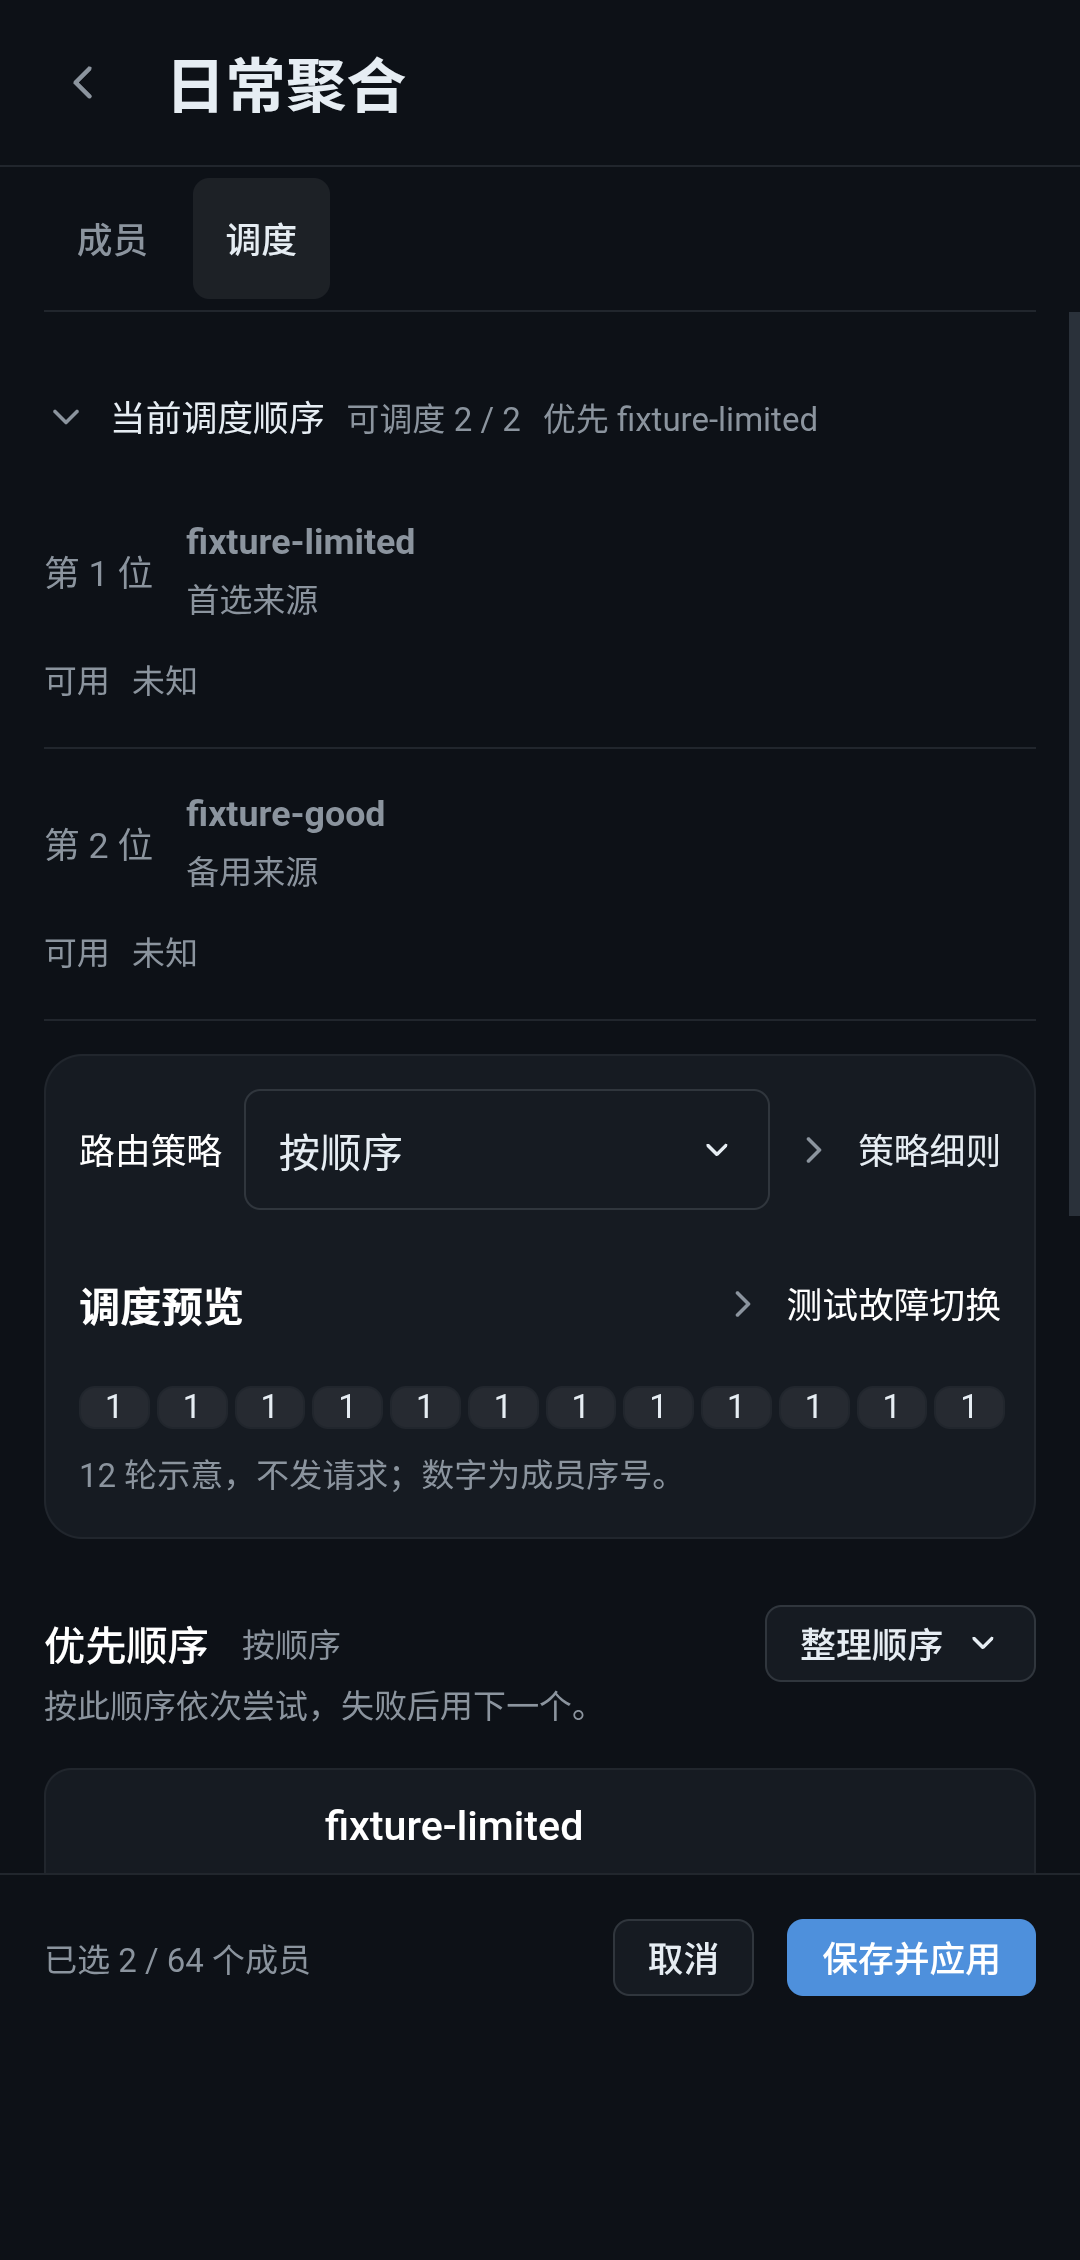 日常聚合
成员 调度
当前调度顺序 可调度 2 / 2 优先 fixture-limited
第 1 位
fixture-limited
首选来源
可用 未知
第 2 位
fixture-good
备用来源
可用 未知
路由策略 按顺序 策略细则
调度预览 测试故障切换
1 1 1 1 1 1 1 1 1 1 1 1
12 轮示意，不发请求；数字为成员序号。
优先顺序 按顺序 整理顺序
按此顺序依次尝试，失败后用下一个。
fixture-limited
已选 2 / 64 个成员 取消 保存并应用